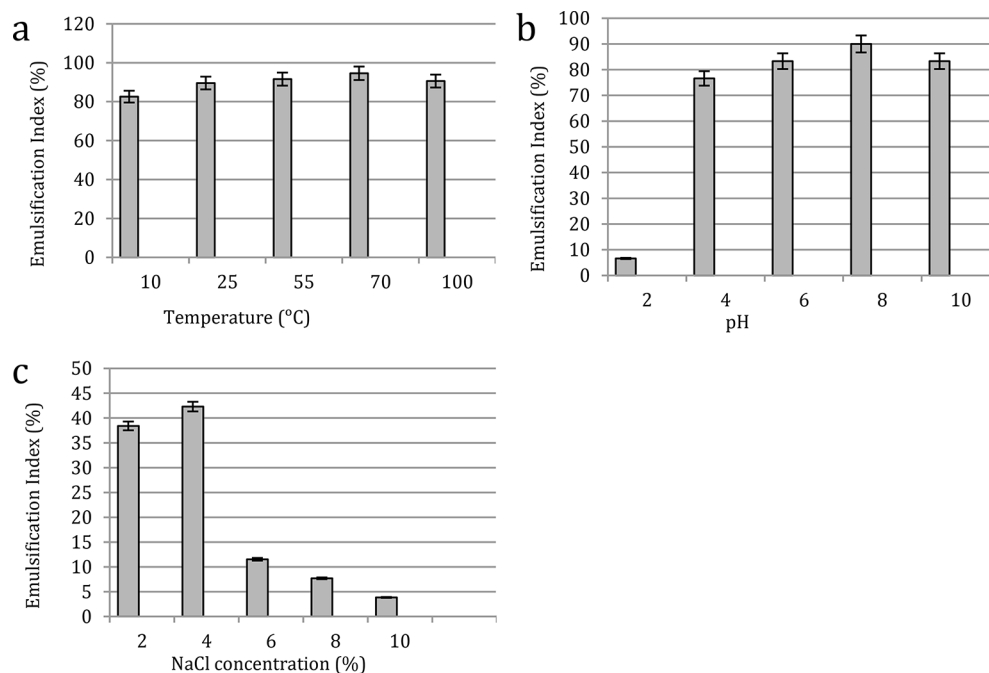 a
Emulsification Index (%)
120
100
80
60
40
20
0
10 25 55 70 100
Temperature (°C)
b
Emulsification Index (%)
100
90
80
70
60
50
40
30
20
10
0
2 4 6 8 10
pH
c
Emulsification Index (%)
50
45
40
35
30
25
20
15
10
5
0
2 4 6 8 10
NaCl concentration (%)